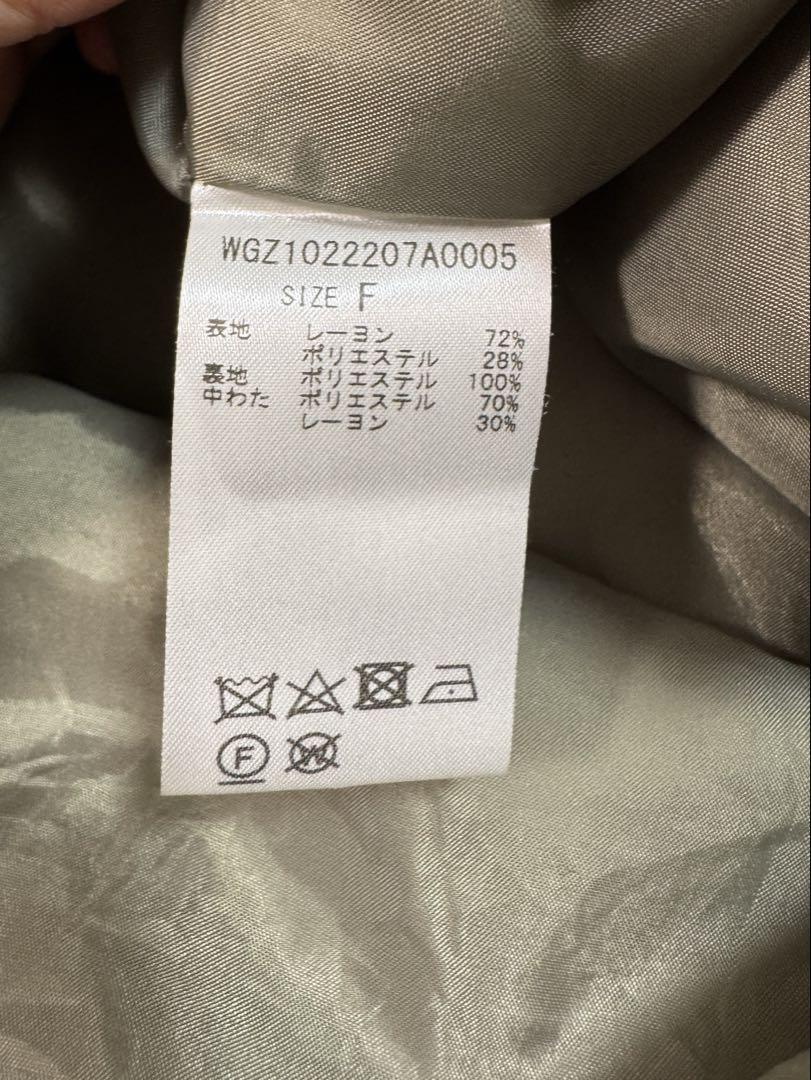 WGZ1022207A0005
SIZE F
表地 レーヨン 72%
ポリエステル 28%
裏地 ポリエステル 100%
中わた ポリエステル 70%
レーヨン 30%
F W